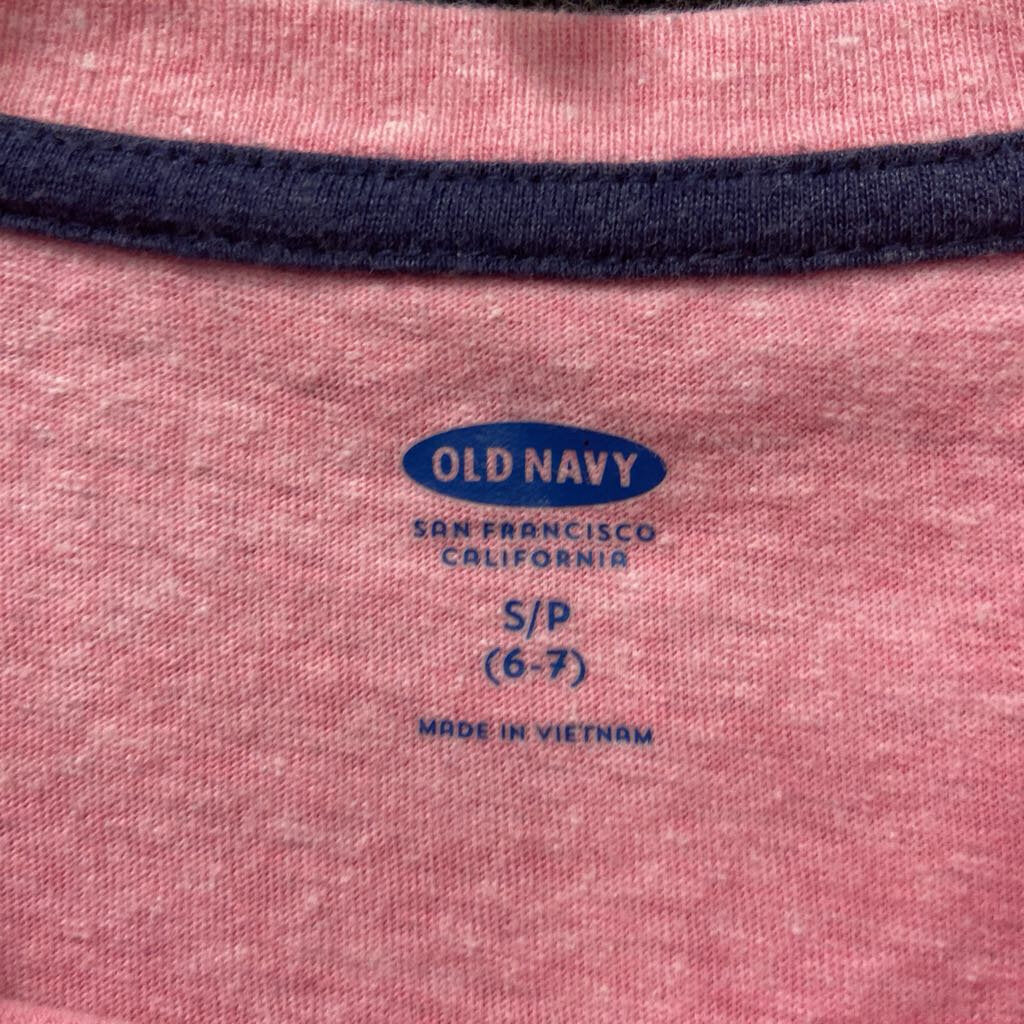 OLD NAVY
SAN FRANCISCO
CALIFORNIA
S/P
(6-7)
MADE IN VIETNAM